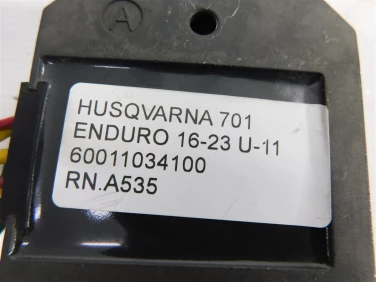 A
HUSQVARNA 701
ENDURO 16-23 U-11
60011034100
RN.A535